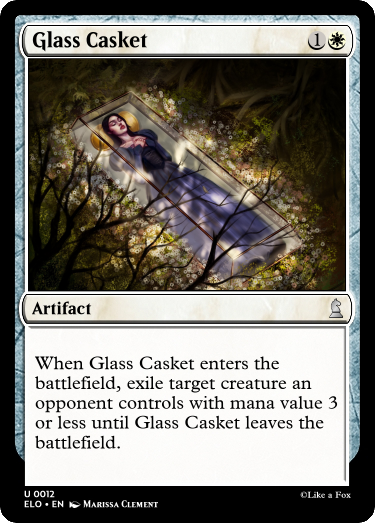 Glass Casket 1
Artifact
When Glass Casket enters the
battlefield, exile target creature an
opponent controls with mana value 3
or less until Glass Casket leaves the
battlefield.
U 0012
ELO • EN Marissa Clement
©Like a Fox